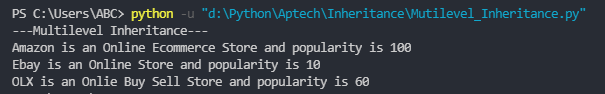 PS C:\Users\ABC> python -u "d:\Python\Aptech\Inheritance\Mutilevel_Inheritance.py"
---Multilevel Inheritance---
Amazon is an Online Ecommerce Store and popularity is 100
Ebay is an Online Store and popularity is 10
OLX is an Onlie Buy Sell Store and popularity is 60